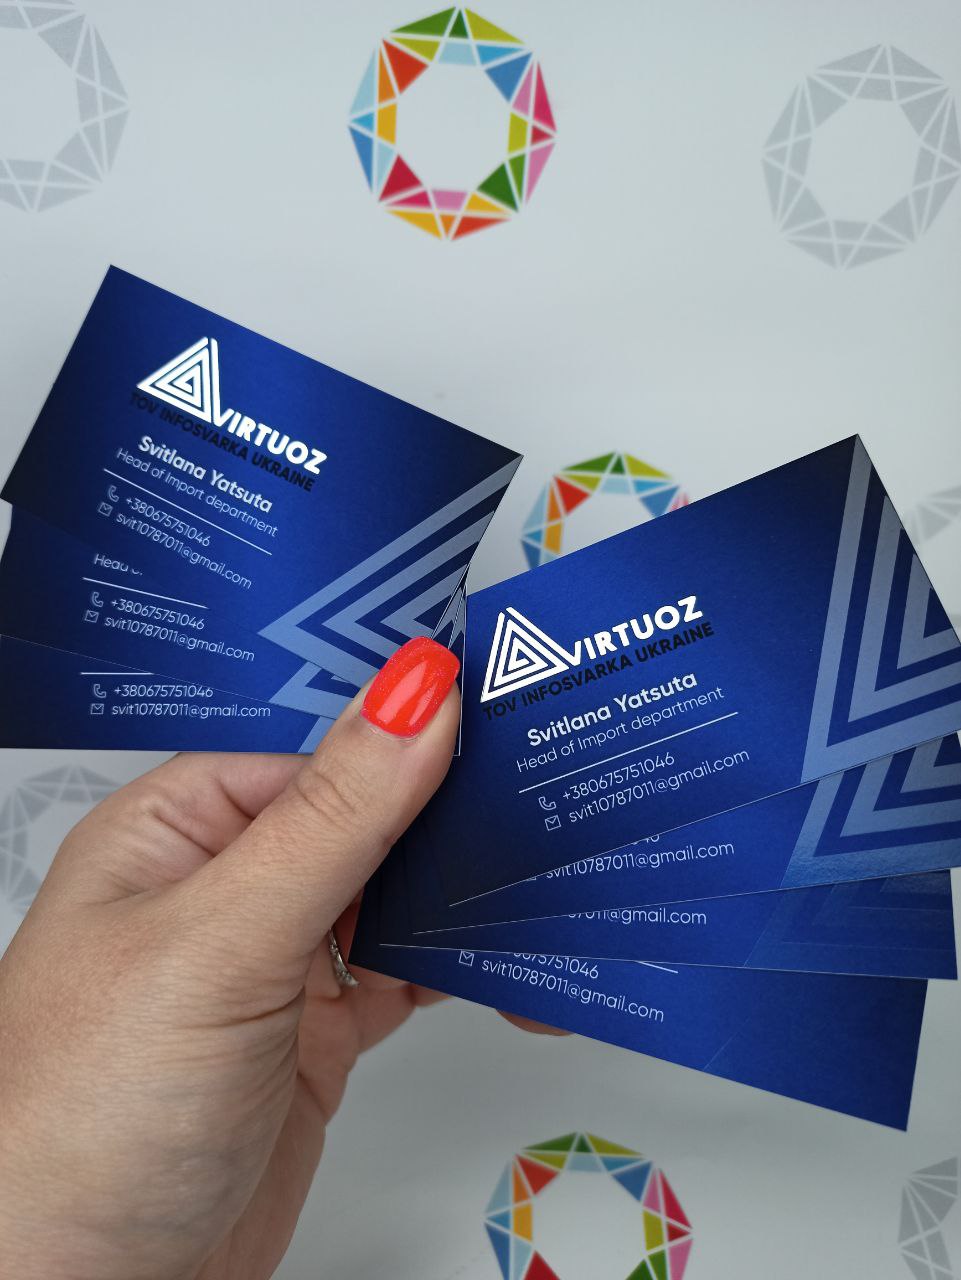 VIRTUOZ
TOV INFOSVARKA UKRAINE
Svitlana Yatsuta
Head of Import department
+380675751046
svit10787011@gmail.com
Head
+380675751046
svit10787011@gmail.com
+380675751046
svit10787011@gmail.com
VIRTUOZ
TOV INFOSVARKA UKRAINE
Svitlana Yatsuta
Head of Import department
+380675751046
svit10787011@gmail.com
svit10787011@gmail.com
@gmail.com
75751046
svit10787011@gmail.com